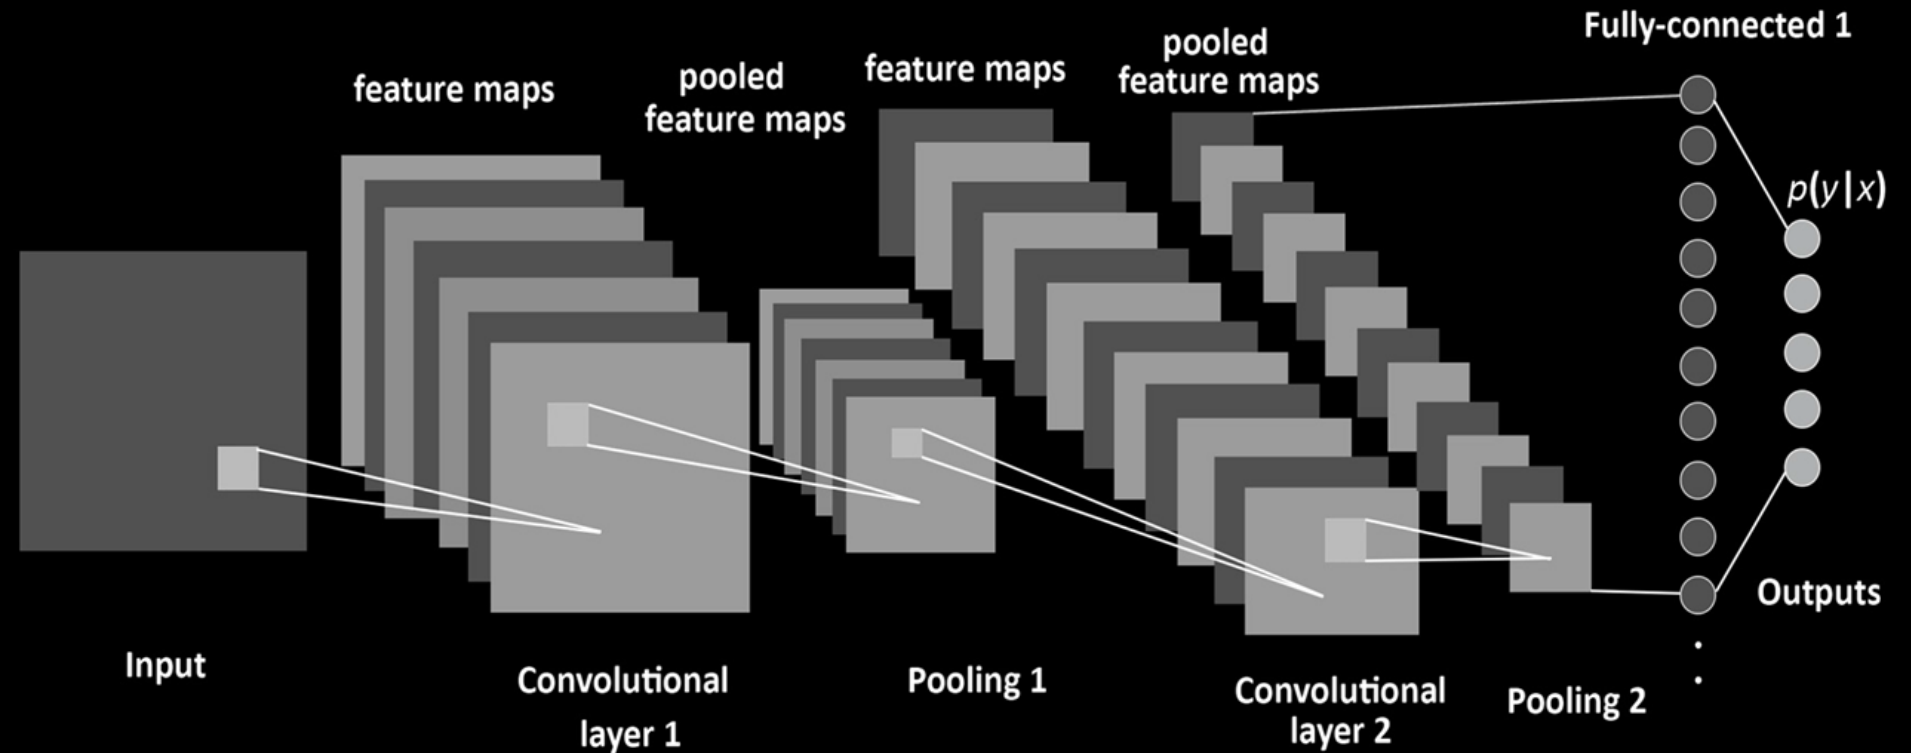 feature maps
pooled
feature maps
feature maps
pooled
feature maps
Fully-connected 1
p(y|x)
Outputs
Input
Convolutional
layer 1
Pooling 1
Convolutional
layer 2
Pooling 2